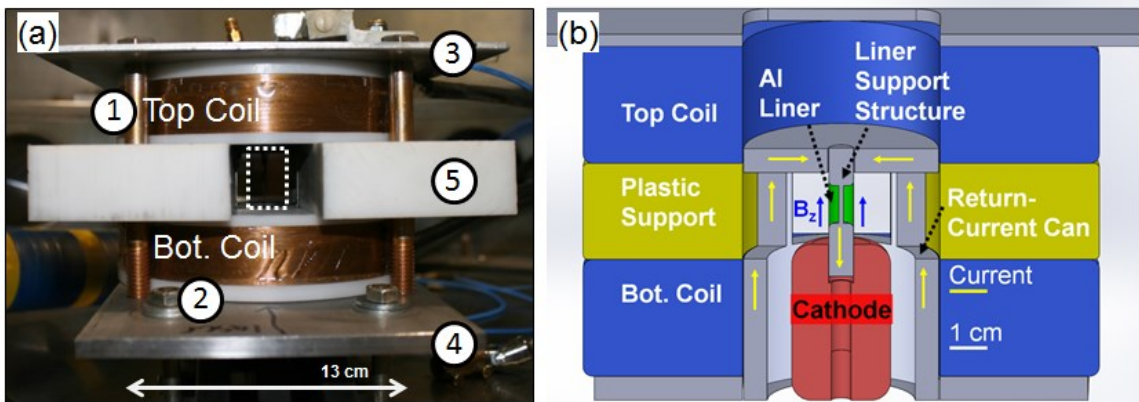 (a)
3
1
Top Coil
5
Bot. Coil
2
4
13 cm
(b)
Al
Liner
Liner
Support
Structure
Top Coil
Plastic
Support
Bz
Return-
Current Can
Bot. Coil
Current
Cathode
1 cm